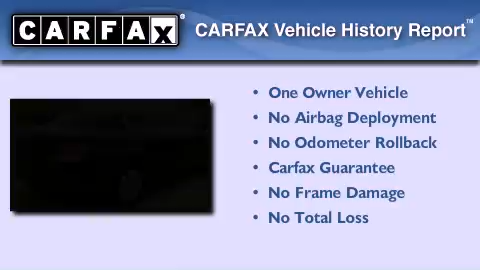 CARFAX® CARFAX Vehicle History Report™
• One Owner Vehicle
• No Airbag Deployment
• No Odometer Rollback
• Carfax Guarantee
• No Frame Damage
• No Total Loss